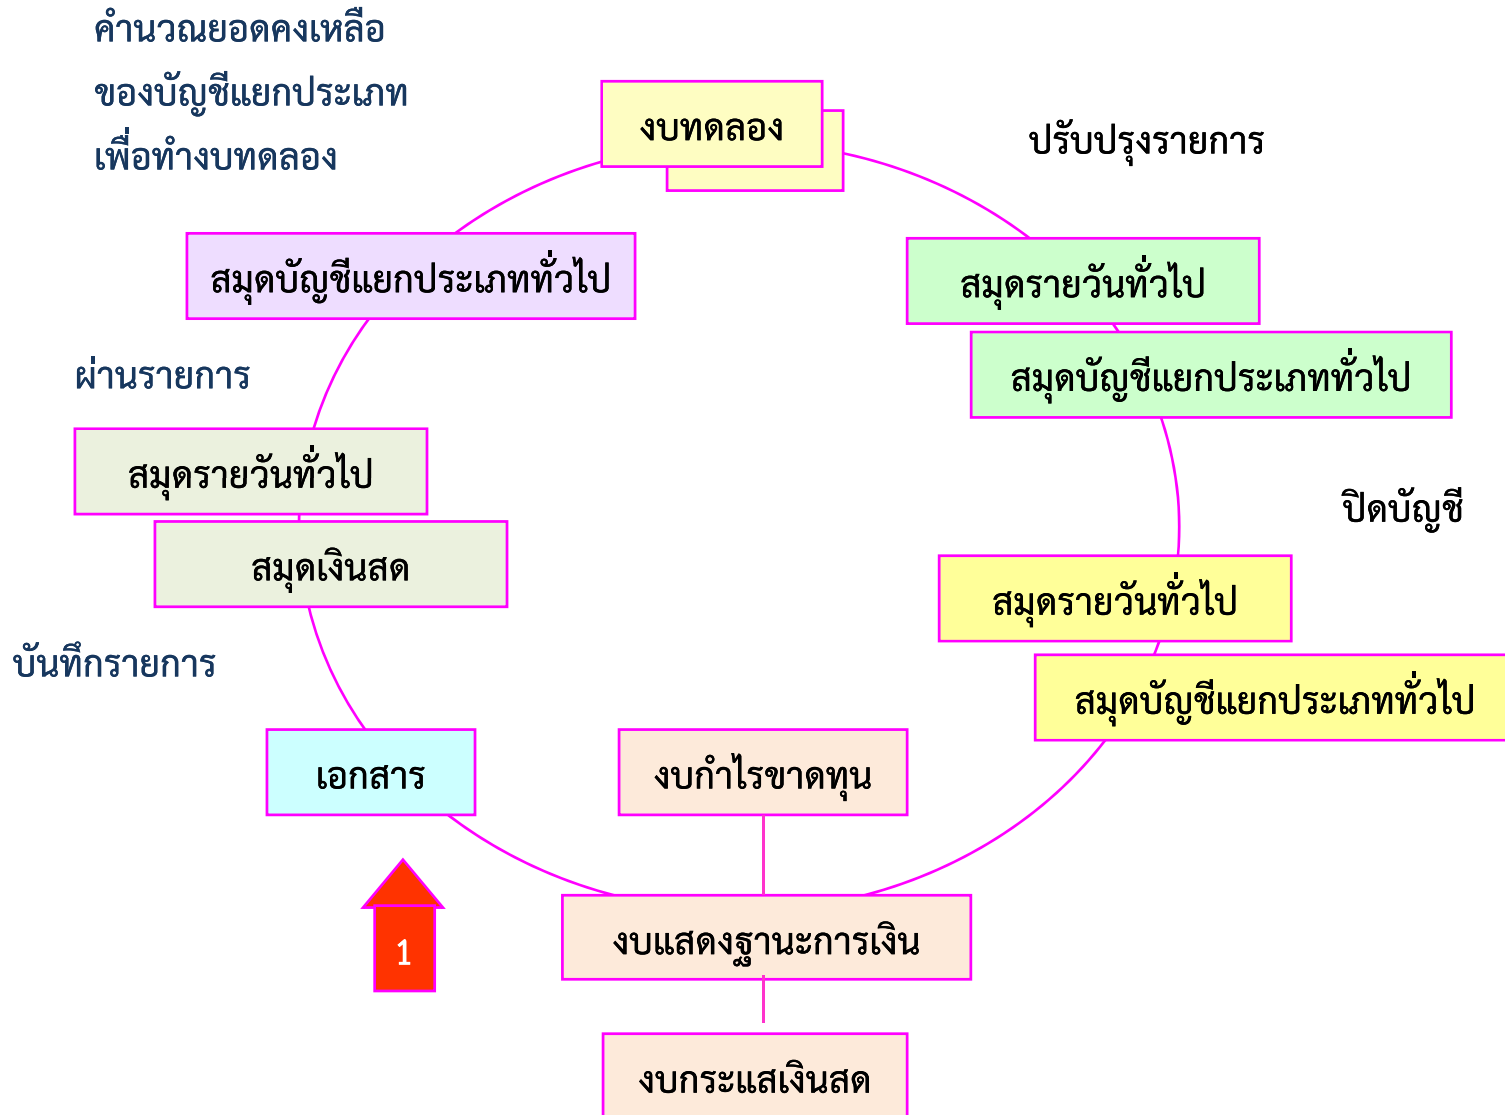 คำนวณยอดคงเหลือ
ของบัญชีแยกประเภท
เพื่อทำงบทดลอง
งบทดลอง
ปรับปรุงรายการ
สมุดบัญชีแยกประเภททั่วไป
สมุดรายวันทั่วไป
สมุดบัญชีแยกประเภททั่วไป
ผ่านรายการ
สมุดรายวันทั่วไป
สมุดเงินสด
ปิดบัญชี
สมุดรายวันทั่วไป
สมุดบัญชีแยกประเภททั่วไป
บันทึกรายการ
เอกสาร
งบกำไรขาดทุน
1
งบแสดงฐานะการเงิน
งบกระแสเงินสด